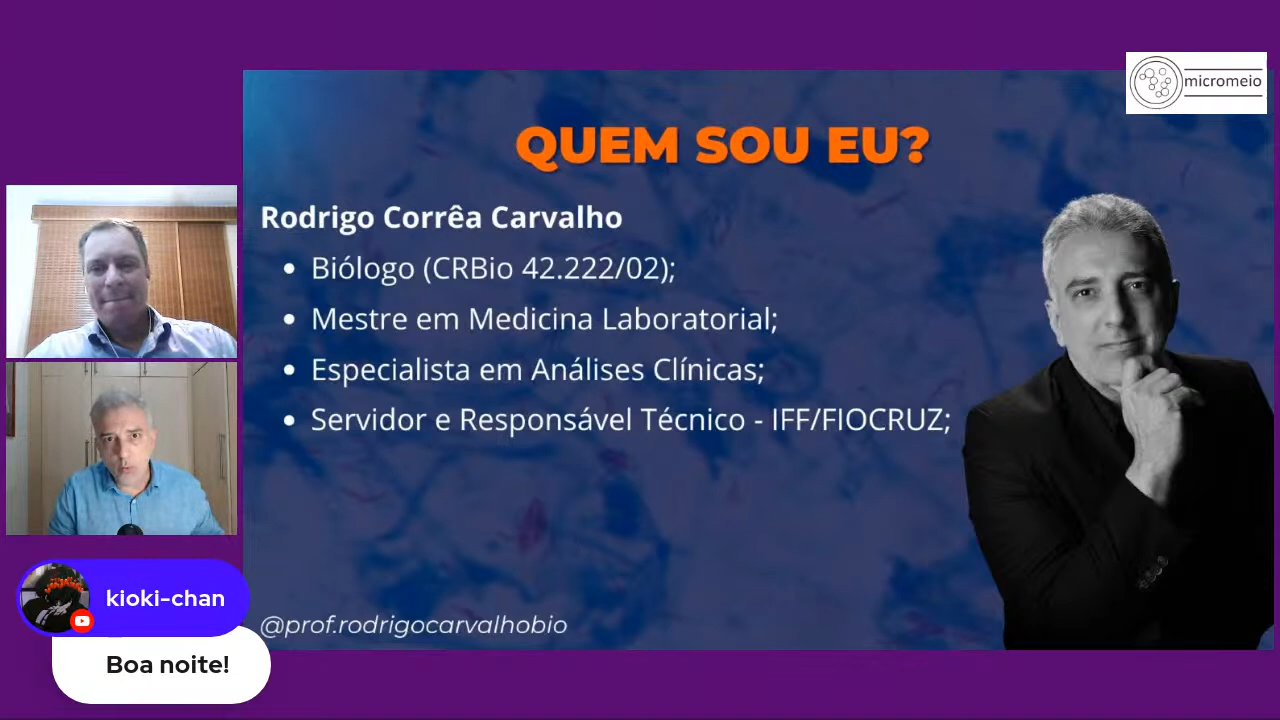 micromeio
QUEM SOU EU?
Rodrigo Corrêa Carvalho
• Biólogo (CRBio 42.222/02);
• Mestre em Medicina Laboratorial;
• Especialista em Análises Clínicas;
• Servidor e Responsável Técnico - IFF/FIOCRUZ;
@prof.rodrigocarvalhobio
kioki-chan
Boa noite!